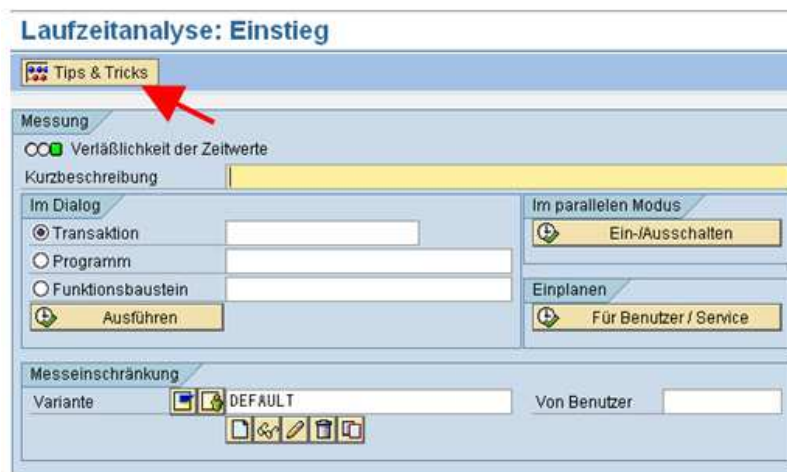 Laufzeitanalyse: Einstieg
Tips & Tricks
Messung
Verläßlichkeit der Zeitwerte
Kurzbeschreibung
Im Dialog
Transaktion
Programm
Funktionsbaustein
Ausführen
Im parallelen Modus
Ein-/Ausschalten
Einplanen
Für Benutzer / Service
Messeinschränkung
Variante DEFAULT Von Benutzer